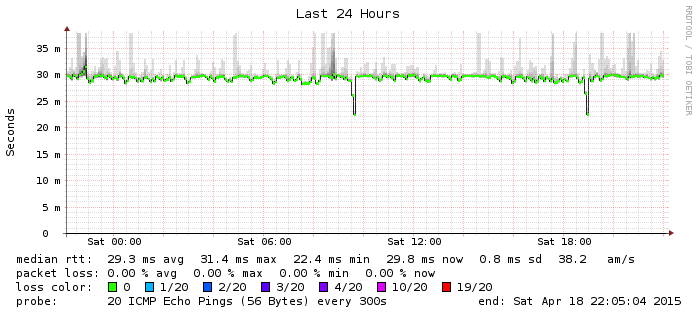 Last 24 Hours
RRDTOOL / TOBI OETIKER
Seconds
35 m
30 m
25 m
20 m
15 m
10 m
5 m
0
Sat 00:00 Sat 06:00 Sat 12:00 Sat 18:00
median rtt: 29.3 ms avg 31.4 ms max 22.4 ms min 29.8 ms now 0.8 ms sd 38.2 am/s
packet loss: 0.00 % avg 0.00 % max 0.00 % min 0.00 % now
loss color: 0 1/20 2/20 3/20 4/20 10/20 19/20
probe: 20 ICMP Echo Pings (56 Bytes) every 300s end: Sat Apr 18 22:05:04 2015